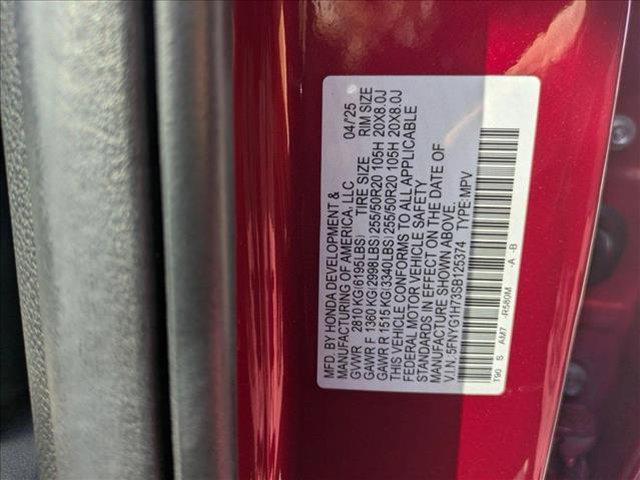 MFD. BY HONDA DEVELOPMENT &
MANUFACTURING OF AMERICA, LLC 04/'25
GVWR 2810 KG(6195LBS) TIRE SIZE RIM SIZE
GAWR F 1360 KG(2998LBS) 255/50R20 105H 20X8.0J
GAWR R 1515 KG(3340LBS) 255/50R20 105H 20X8.0J
THIS VEHICLE CONFORMS TO ALL APPLICABLE
FEDERAL MOTOR VEHICLE SAFETY
STANDARDS IN EFFECT ON THE DATE OF
MANUFACTURE SHOWN ABOVE.
V.I.N. 5FNYG1H73SB125374 TYPE:MPV
T90 S AM7 -R580M -A -B